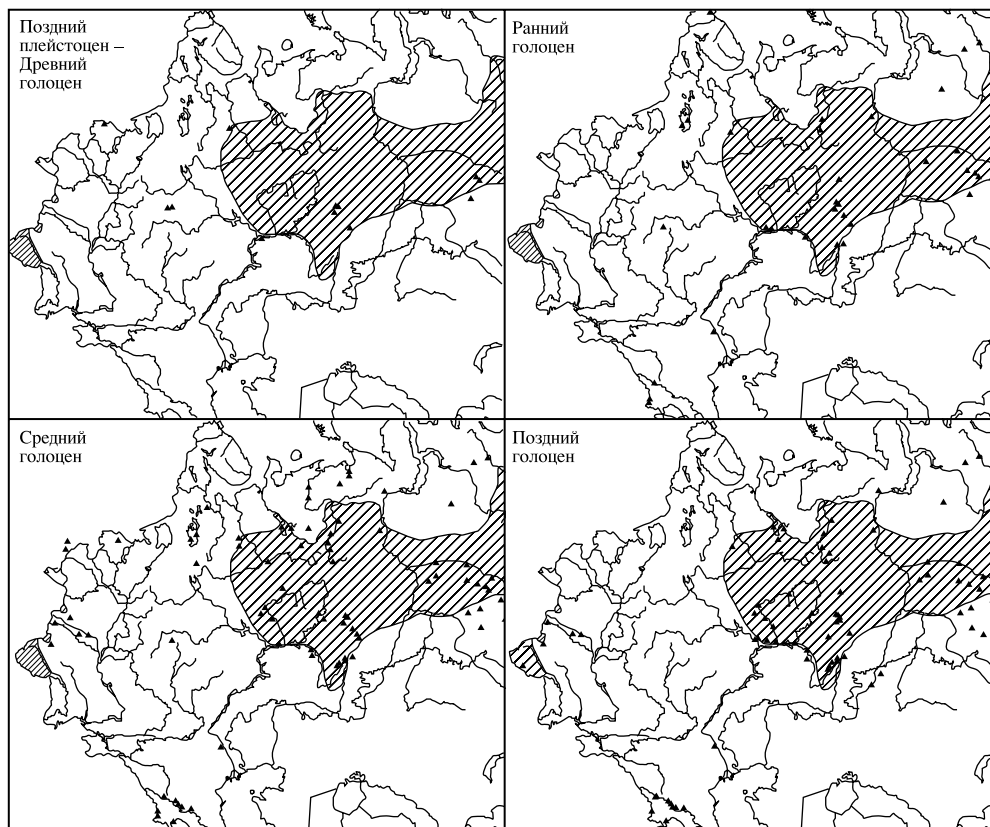 Поздний
плейстоцен –
Древний
голоцен
Ранний
голоцен
Средний
голоцен
Поздний
голоцен